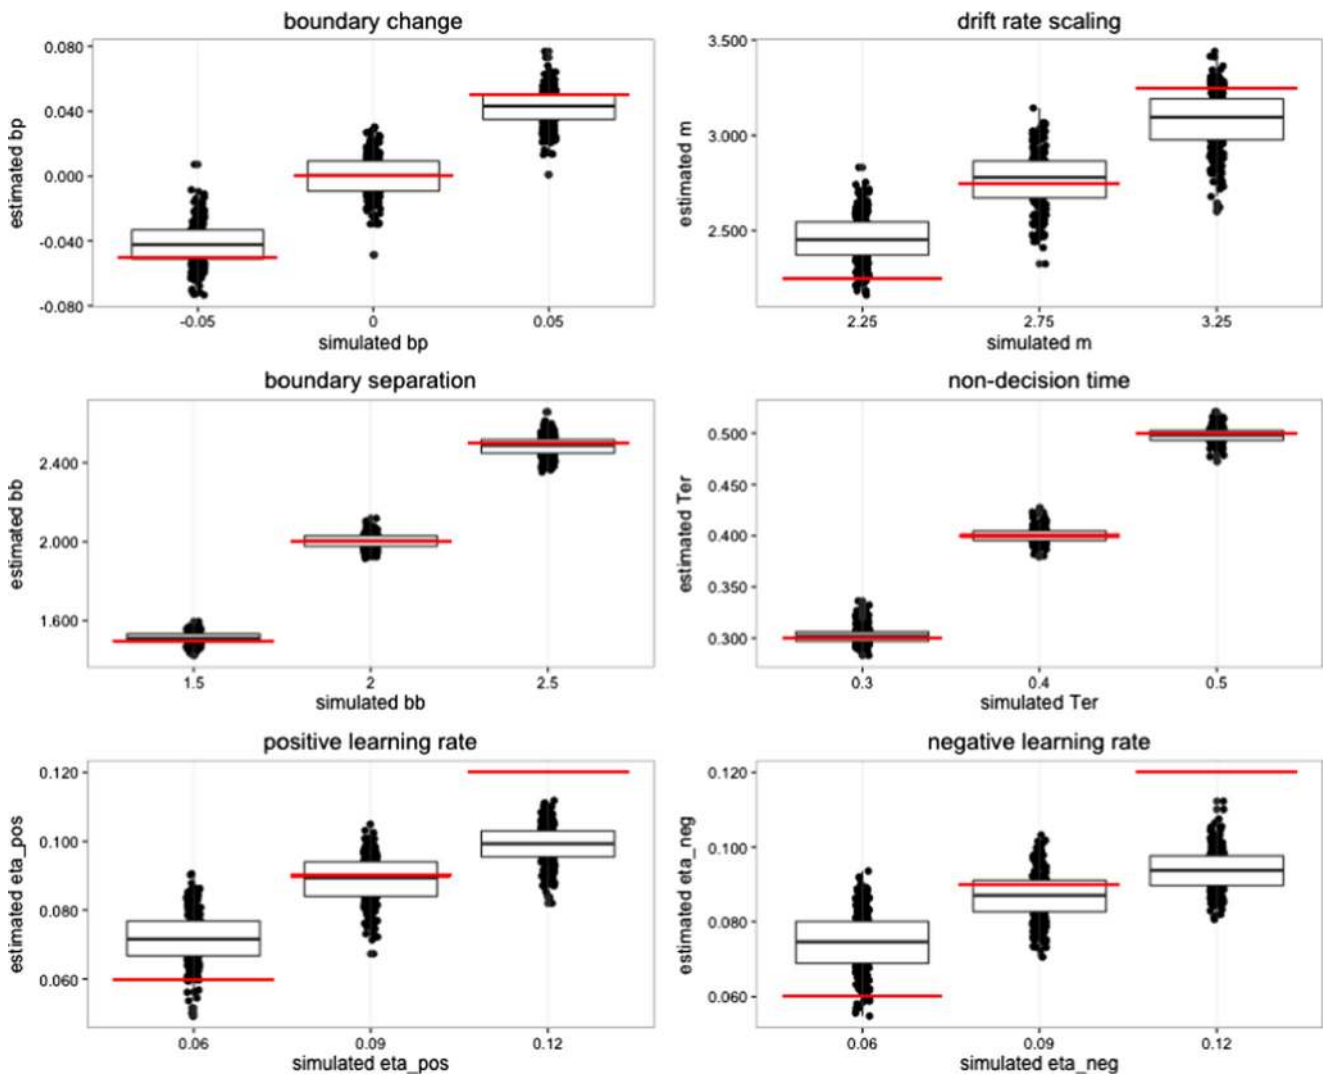 boundary change
estimated bp
0.080
0.040
0.000
-0.040
-0.080
-0.05 0 0.05
simulated bp
drift rate scaling
estimated m
3.500
3.000
2.500
2.25 2.75 3.25
simulated m
boundary separation
estimated bb
2.400
2.000
1.600
1.5 2 2.5
simulated bb
non-decision time
estimated Ter
0.500
0.450
0.400
0.350
0.300
0.3 0.4 0.5
simulated Ter
positive learning rate
estimated eta_pos
0.120
0.100
0.080
0.060
0.06 0.09 0.12
simulated eta_pos
negative learning rate
estimated eta_neg
0.120
0.100
0.080
0.060
0.06 0.09 0.12
simulated eta_neg